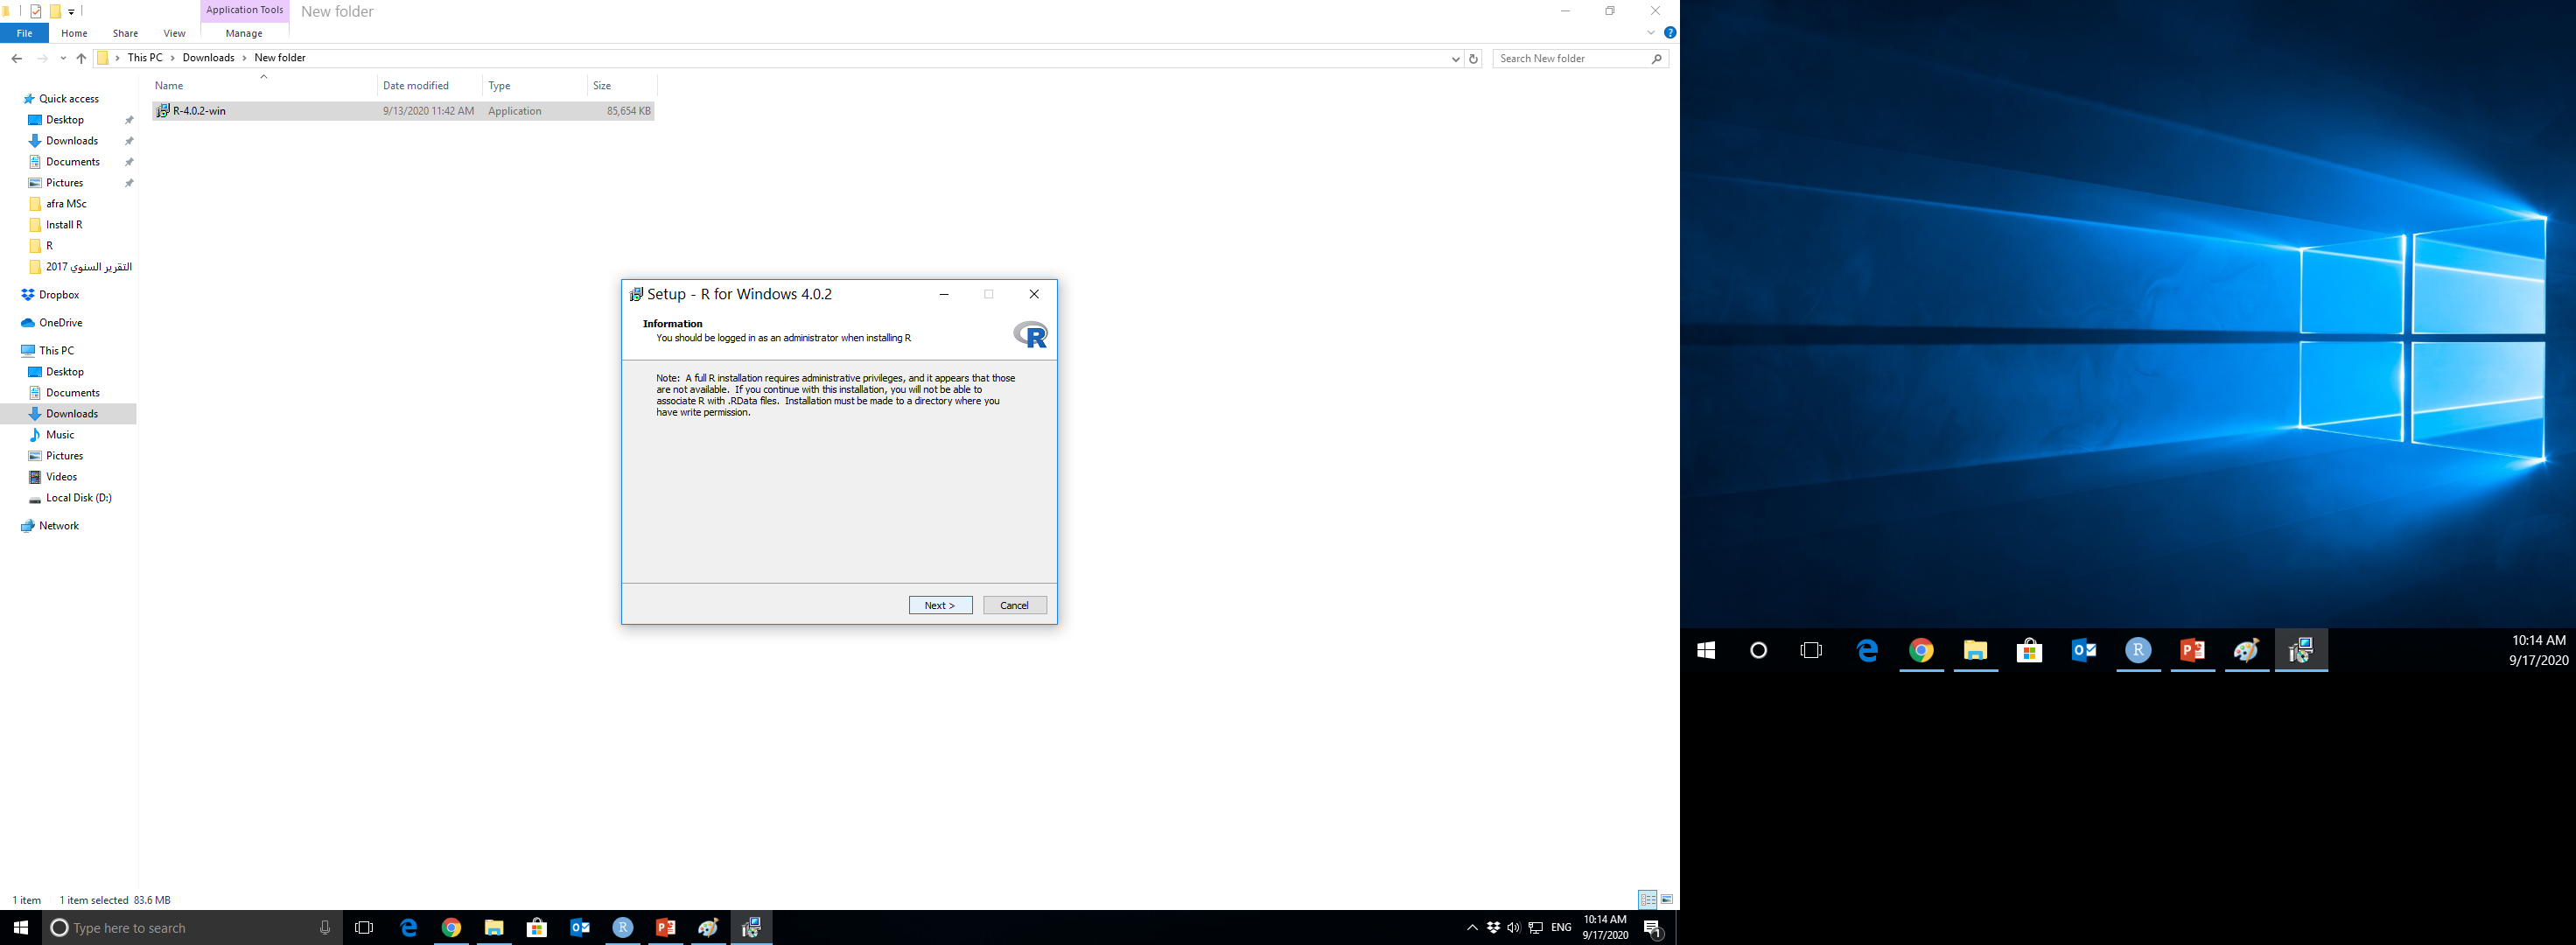 Application Tools
New folder
File
Home
Share
View
Manage
This PC
Downloads
New folder
Search New folder
Name
Date modified
Type
Size
R-4.0.2-win
9/13/2020 11:42 AM
Application
85,654 KB
Quick access
Desktop
Downloads
Documents
Pictures
afra MSc
Install R
R
التقرير السنوي 2017
Dropbox
OneDrive
This PC
Desktop
Documents
Downloads
Music
Pictures
Videos
Local Disk (D:)
Network
Setup - R for Windows 4.0.2
Information
You should be logged in as an administrator when installing R
R
Note: A full R installation requires administrative privileges, and it appears that those
are not available. If you continue with this installation, you will not be able to
associate R with .RData files. Installation must be made to a directory where you
have write permission.
Next >
Cancel
1 item
1 item selected 83.6 MB
Type here to search
ENG
10:14 AM
9/17/2020
1
10:14 AM
9/17/2020